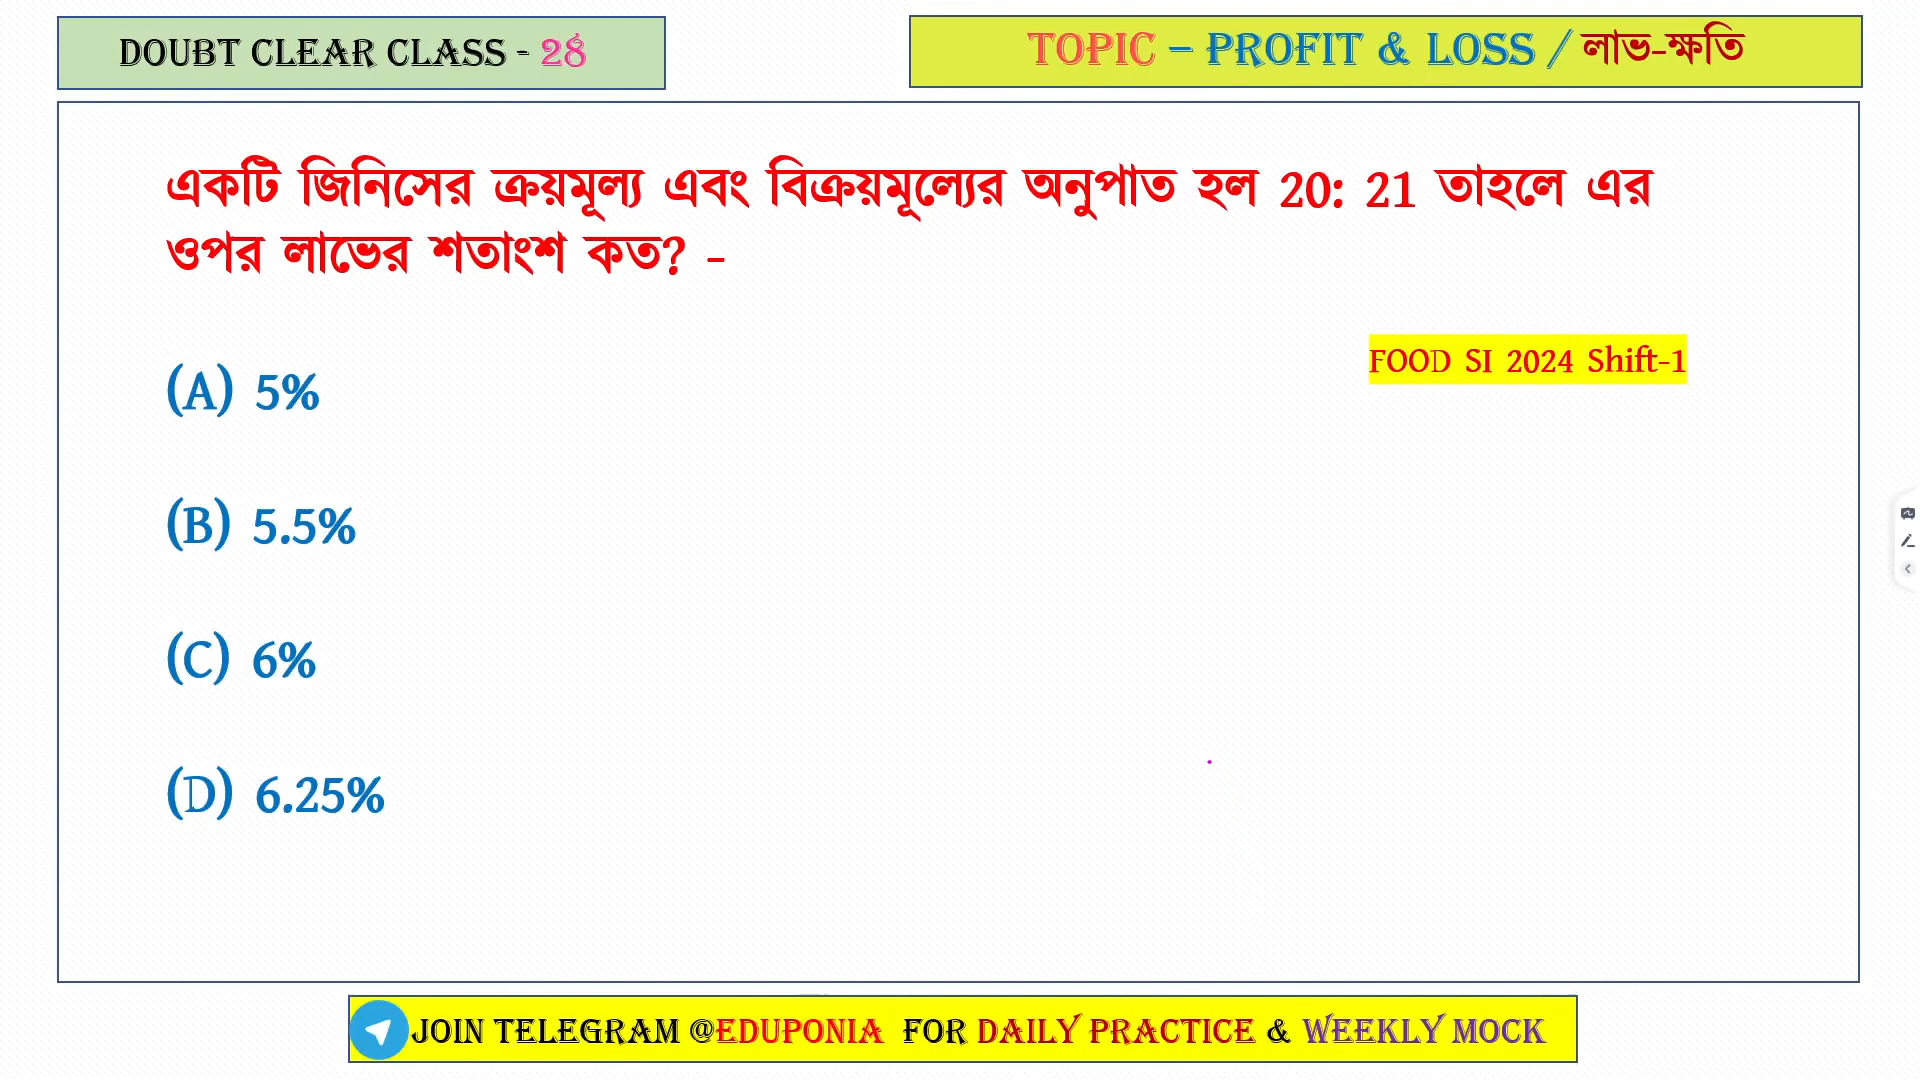 DOUBT CLEAR CLASS - 28
TOPIC – PROFIT & LOSS / লাভ-ক্ষতি
একটি জিনিসের ক্রয়মূল্য এবং বিক্রয়মূল্যের অনুপাত হল 20: 21 তাহলে এর
ওপর লাভের শতাংশ কত? -
FOOD SI 2024 Shift-1
(A) 5%
(B) 5.5%
(C) 6%
(D) 6.25%
JOIN TELEGRAM @EDUPONIA FOR DAILY PRACTICE & WEEKLY MOCK